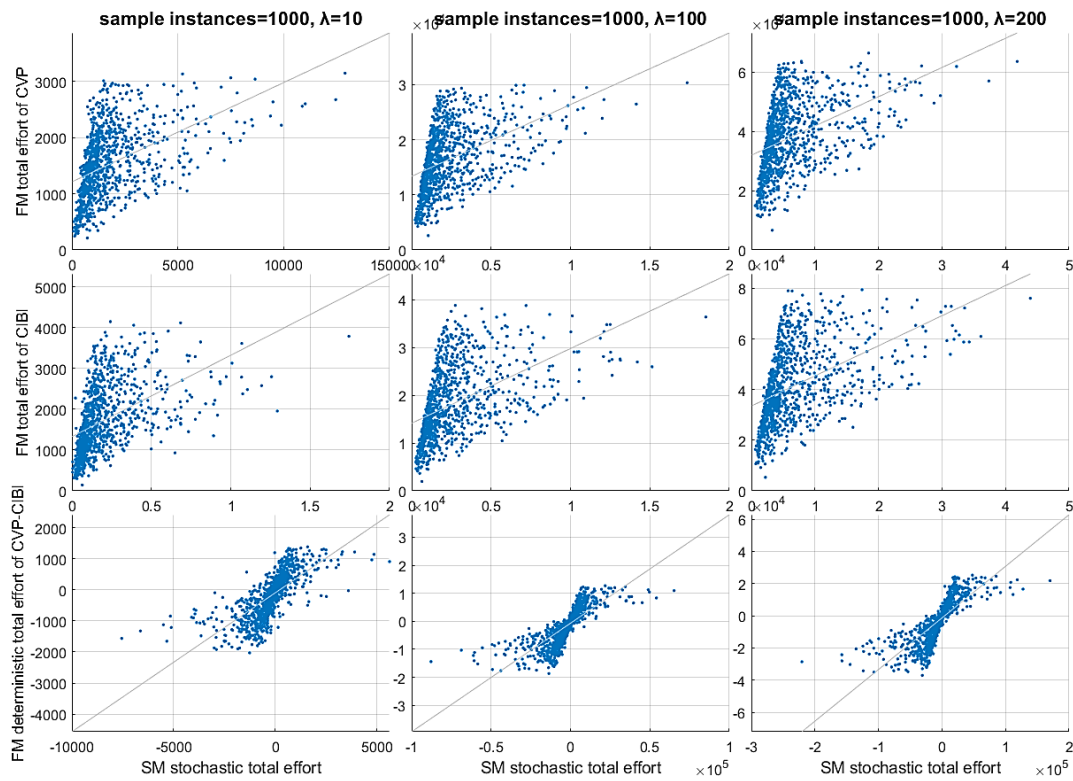 sample instances=1000, λ=10
sample instances=1000, λ=100
sample instances=1000, λ=200
FM total effort of CVP
3000
2000
1000
0
0 5000 10000 15000
3
2
1
0
0 0.5 1 1.5 2
6
4
2
0
0 1 2 3 4 5
FM total effort of CIBI
5000
4000
3000
2000
1000
0
0 0.5 1 1.5 2
×10⁴
4
3
2
1
0
0 0.5 1 1.5 2
×10⁴
8
6
4
2
0
0 1 2 3 4 5
FM deterministic total effort of CVP-CIBI
2000
1000
0
-1000
-2000
-3000
-4000
-10000 -5000 0 5000
SM stochastic total effort
×10⁴
3
2
1
0
-1
-2
-3
-1 -0.5 0 0.5 1
SM stochastic total effort ×10⁵
×10⁴
6
4
2
0
-2
-4
-6
-3 -2 -1 0 1 2
SM stochastic total effort ×10⁵